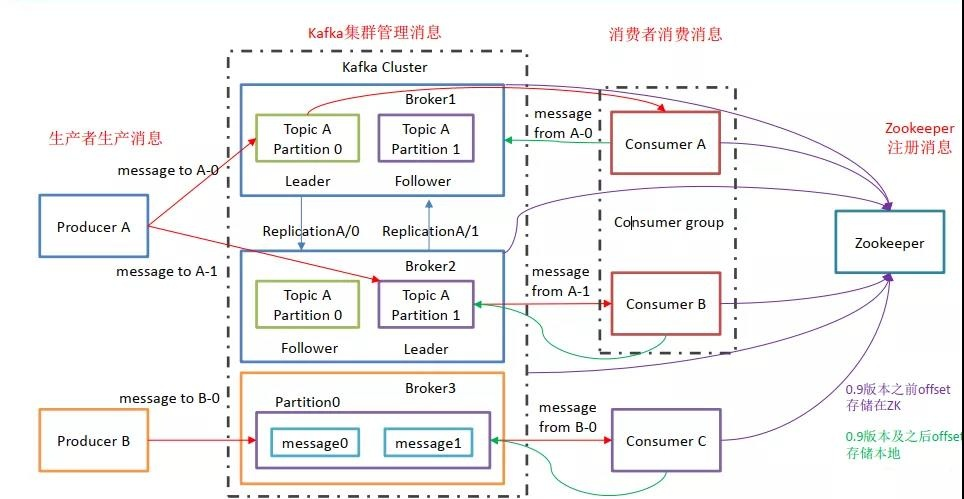 Kafka集群管理消息
消费者消费消息
Kafka Cluster
Broker1
Topic A
Partition 0
Topic A
Partition 1
Leader
Follower
生产者生产消息
message to A-0
Producer A
message to A-1
ReplicationA/0
ReplicationA/1
message
from A-0
Consumer A
Consumer group
Zookeeper
注册消息
Zookeeper
Broker2
Topic A
Partition 0
Topic A
Partition 1
Follower
Leader
message
from A-1
Consumer B
message to B-0
Producer B
Broker3
Partition0
message0
message1
message
from B-0
Consumer C
0.9版本之前offset
存储在ZK
0.9版本及之后offset
存储本地